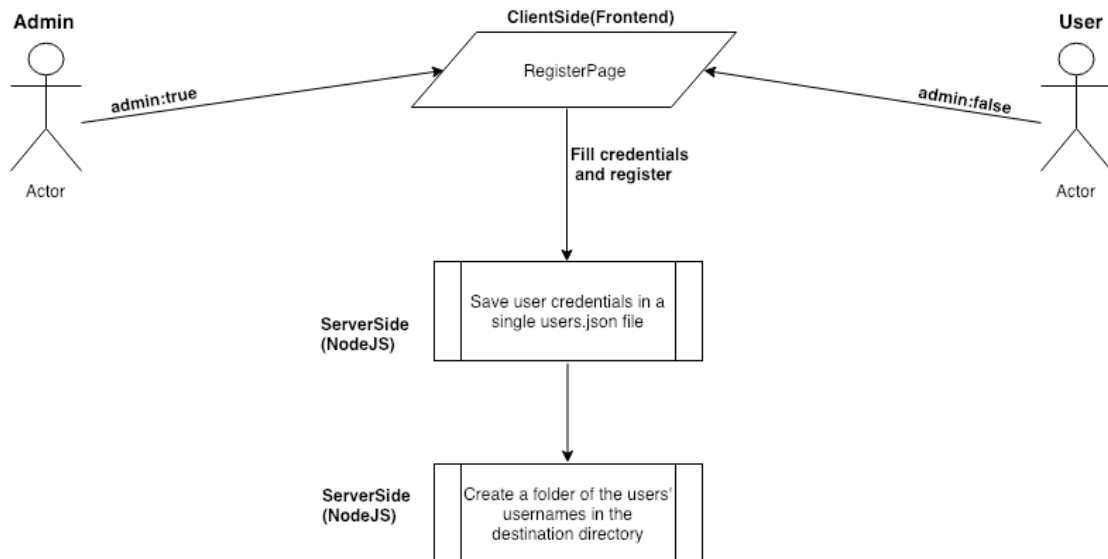 Admin
ClientSide(Frontend)
User
RegisterPage
admin:true
admin:false
Fill credentials
and register
Actor
Actor
Save user credentials in a
single users.json file
ServerSide
(NodeJS)
Create a folder of the users'
usernames in the
destination directory
ServerSide
(NodeJS)